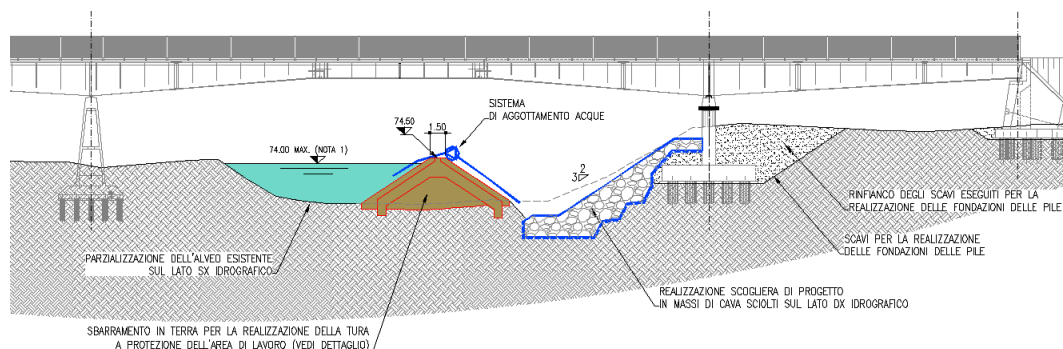 SISTEMA
DI AGGOTTAMENTO ACQUE
74.50
1.50
74.00 MAX. (NOTA 1)
2
3
RINFIANCO DEGLI SCAVI ESEGUITI PER LA
REALIZZAZIONE DELLE FONDAZIONI DELLE PILE
SCAVI PER LA REALIZZAZIONE
DELLE FONDAZIONI DELLE PILE
PARZIALIZZAZIONE DELL'ALVEO ESISTENTE
SUL LATO SX IDROGRAFICO
REALIZZAZIONE SCOGLIERA DI PROGETTO
IN MASSI DI CAVA SCIOLTI SUL LATO DX IDROGRAFICO
SBARRAMENTO IN TERRA PER LA REALIZZAZIONE DELLA TURA
A PROTEZIONE DELL'AREA DI LAVORO (VEDI DETTAGLIO)